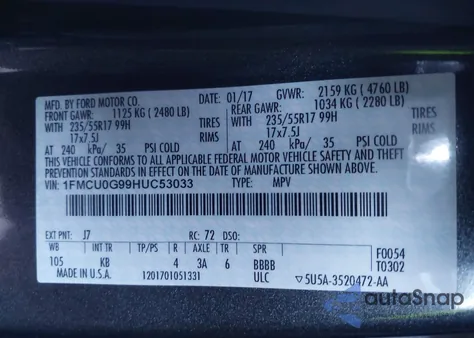 MFD. BY FORD MOTOR CO. 01/17 GVWR: 2159 KG ( 4760 LB)
FRONT GAWR: 1125 KG ( 2480 LB) REAR GAWR: 1034 KG ( 2280 LB)
WITH 235/55R17 99H TIRES WITH 235/55R17 99H TIRES
17x7.5J RIMS 17x7.5J RIMS
AT 240 kPa/ 35 PSI COLD AT 240 kPa/ 35 PSI COLD
THIS VEHICLE CONFORMS TO ALL APPLICABLE FEDERAL MOTOR VEHICLE SAFETY, BUMPER, AND THEFT
PREVENTION STANDARDS IN EFFECT ON THE DATE OF MANUFACTURE SHOWN ABOVE.
VIN: 1FMCU0G99HUC53033 TYPE: MPV
EXT PNT: J7 RC: 72 DSO: F0054
WB INT TR TP/PS R AXLE TR SPR T0302
105 KB 4 3A 6 BBBB
MADE IN U.S.A. 1201701051331 ULC ▽5U5A-3520472-AA
autosnap